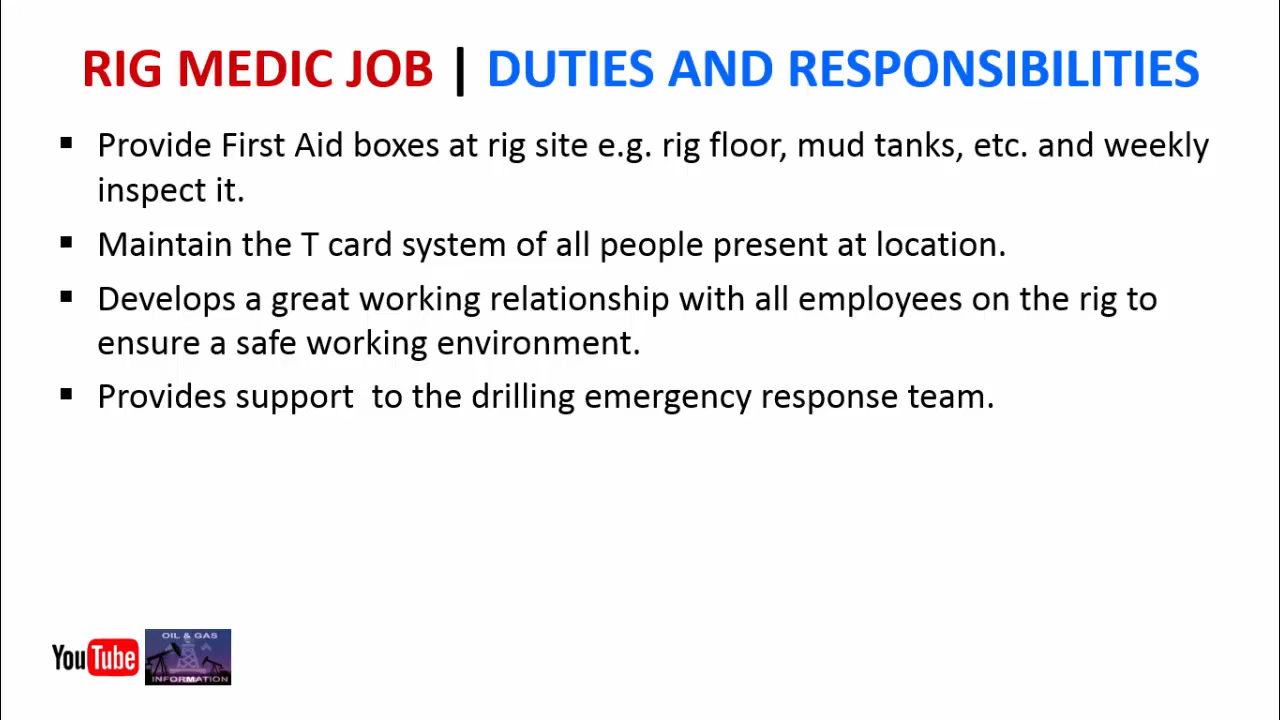 RIG MEDIC JOB | DUTIES AND RESPONSIBILITIES
▪ Provide First Aid boxes at rig site e.g. rig floor, mud tanks, etc. and weekly
inspect it.
▪ Maintain the T card system of all people present at location.
▪ Develops a great working relationship with all employees on the rig to
ensure a safe working environment.
▪ Provides support  to the drilling emergency response team.
YouTube
OIL & GAS
INFORMATION